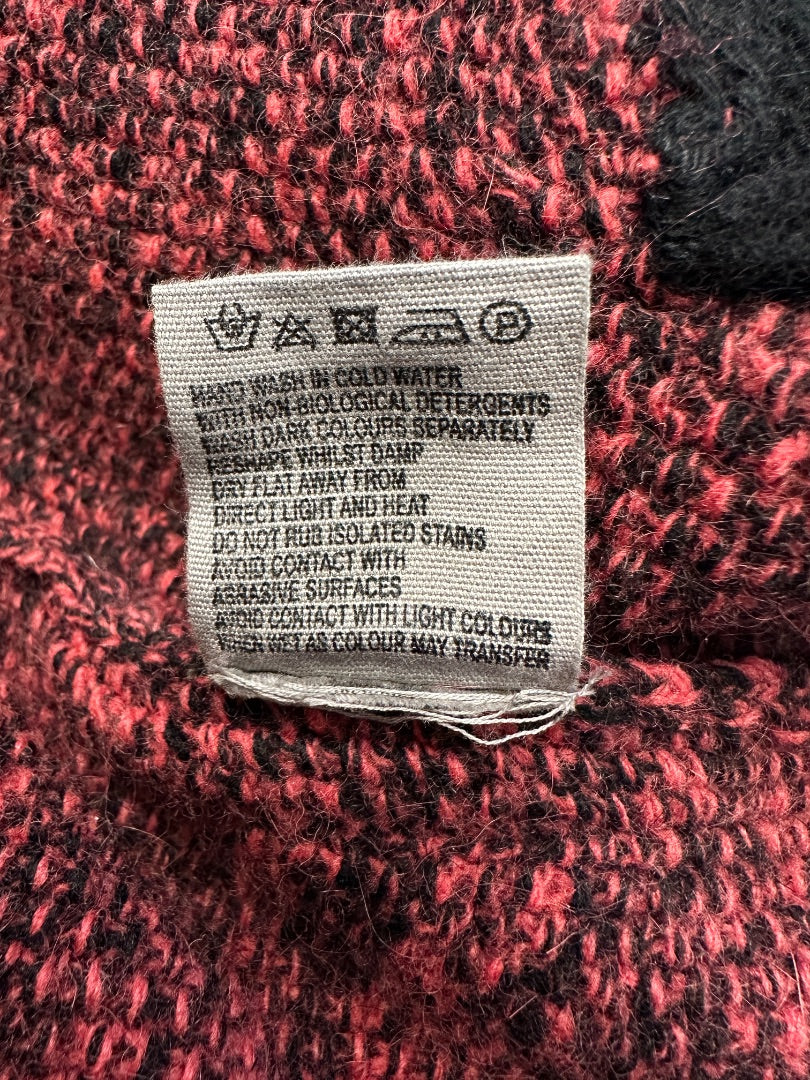 P
HAND WASH IN COLD WATER
WITH NON-BIOLOGICAL DETERGENTS
WASH DARK COLOURS SEPARATELY
RESHAPE WHILST DAMP
DRY FLAT AWAY FROM
DIRECT LIGHT AND HEAT
DO NOT RUB ISOLATED STAINS
AVOID CONTACT WITH
ABRASIVE SURFACES
AVOID CONTACT WITH LIGHT COLOURS
WHEN WET AS COLOUR MAY TRANSFER